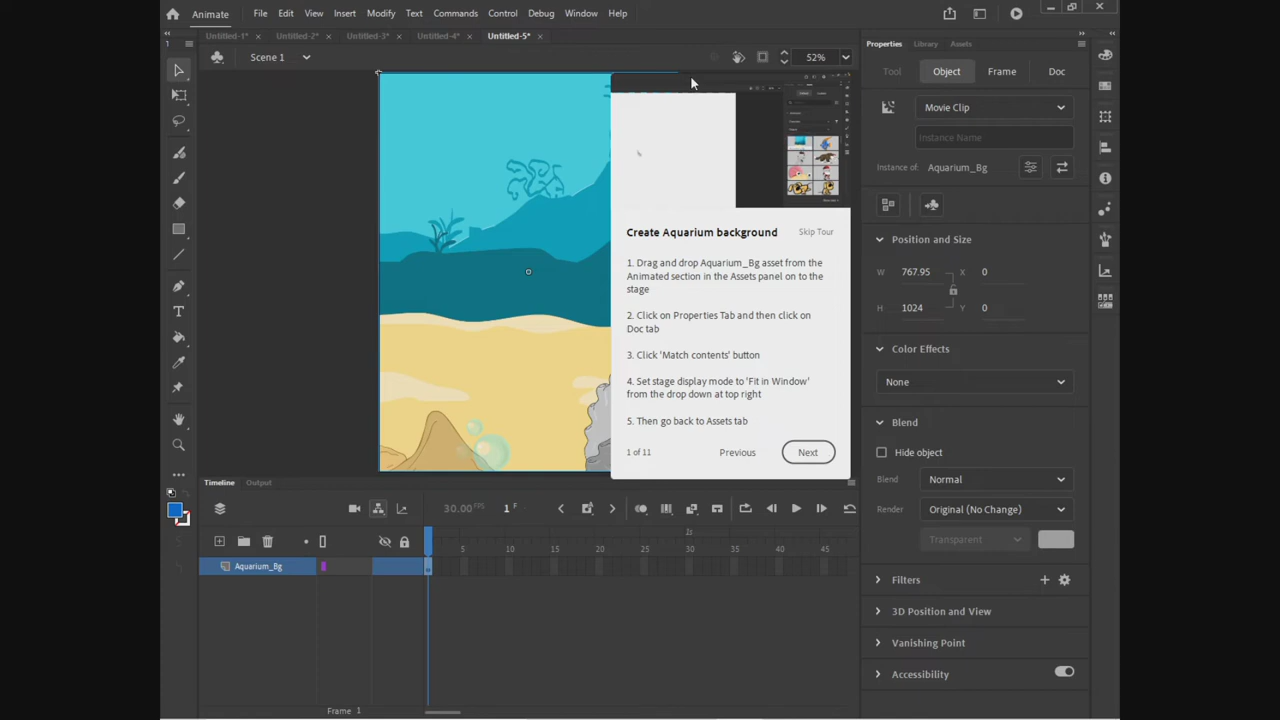 Animate File Edit View Insert Modify Text Commands Control Debug Window Help
Untitled-1* × Untitled-2* × Untitled-3* × Untitled-4* × Untitled-5* ×
Scene 1 52%
Properties Library Assets
Tool Object Frame Doc
Movie Clip
Instance Name
Instance of: Aquarium_Bg
Position and Size
W 767.95 X 0
H 1024 Y 0
Color Effects
None
Blend
Hide object
Blend Normal
Render Original (No Change)
Transparent
Filters
3D Position and View
Vanishing Point
Accessibility
Create Aquarium background Skip Tour
1. Drag and drop Aquarium_Bg asset from the
Animated section in the Assets panel on to the
stage
2. Click on Properties Tab and then click on
Doc tab
3. Click 'Match contents' button
4. Set stage display mode to 'Fit in Window'
from the drop down at top right
5. Then go back to Assets tab
1 of 11 Previous Next
Timeline Output
30.00 FPS 1 F
1s
5 10 15 20 25 30 35 40 45
Aquarium_Bg
Frame 1